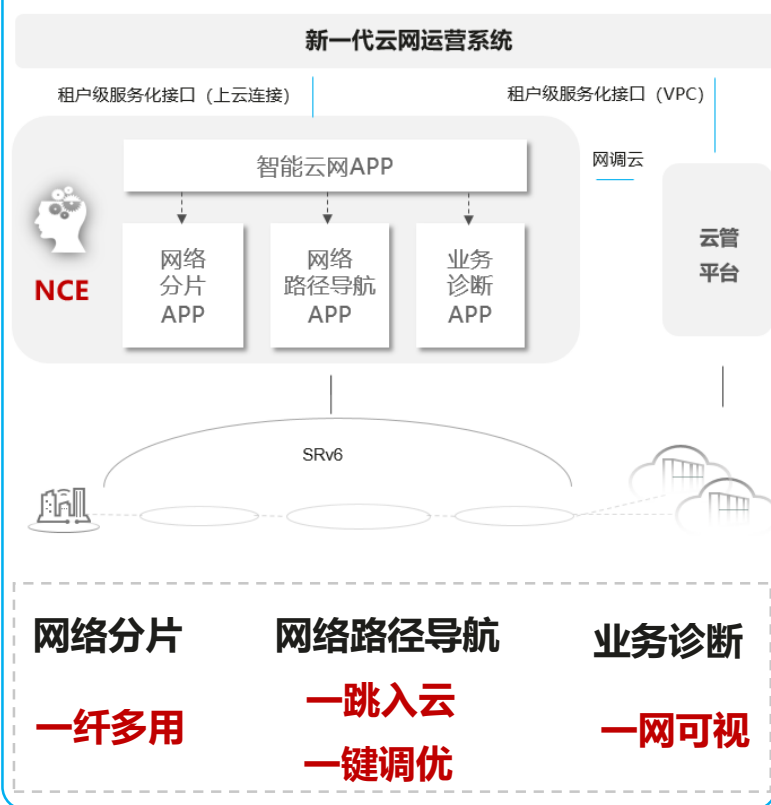 新一代云网运营系统
租户级服务化接口（上云连接）
租户级服务化接口（VPC）
智能云网APP
网调云
NCE
网络
分片
APP
网络
路径导航
APP
业务
诊断
APP
云管
平台
SRv6
网络分片
一纤多用
网络路径导航
一跳入云
一键调优
业务诊断
一网可视